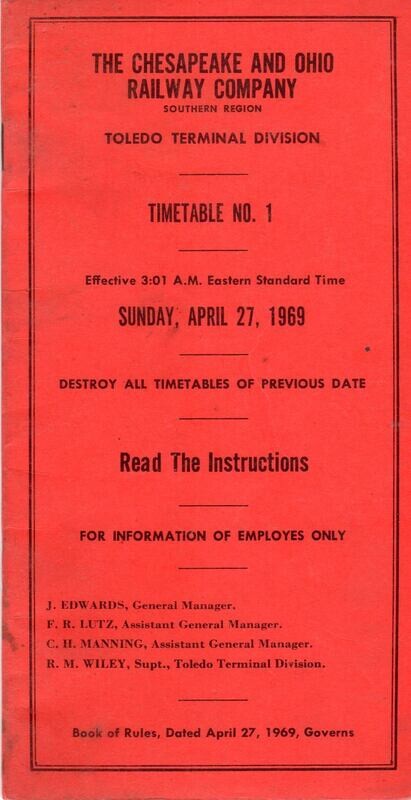 THE CHESAPEAKE AND OHIO
RAILWAY COMPANY
SOUTHERN REGION
TOLEDO TERMINAL DIVISION
TIMETABLE NO. 1
Effective 3:01 A.M. Eastern Standard Time
SUNDAY, APRIL 27, 1969
DESTROY ALL TIMETABLES OF PREVIOUS DATE
Read The Instructions
FOR INFORMATION OF EMPLOYES ONLY
J. EDWARDS, General Manager.
F. R. LUTZ, Assistant General Manager.
C. H. MANNING, Assistant General Manager.
R. M. WILEY, Supt., Toledo Terminal Division.
Book of Rules, Dated April 27, 1969, Governs